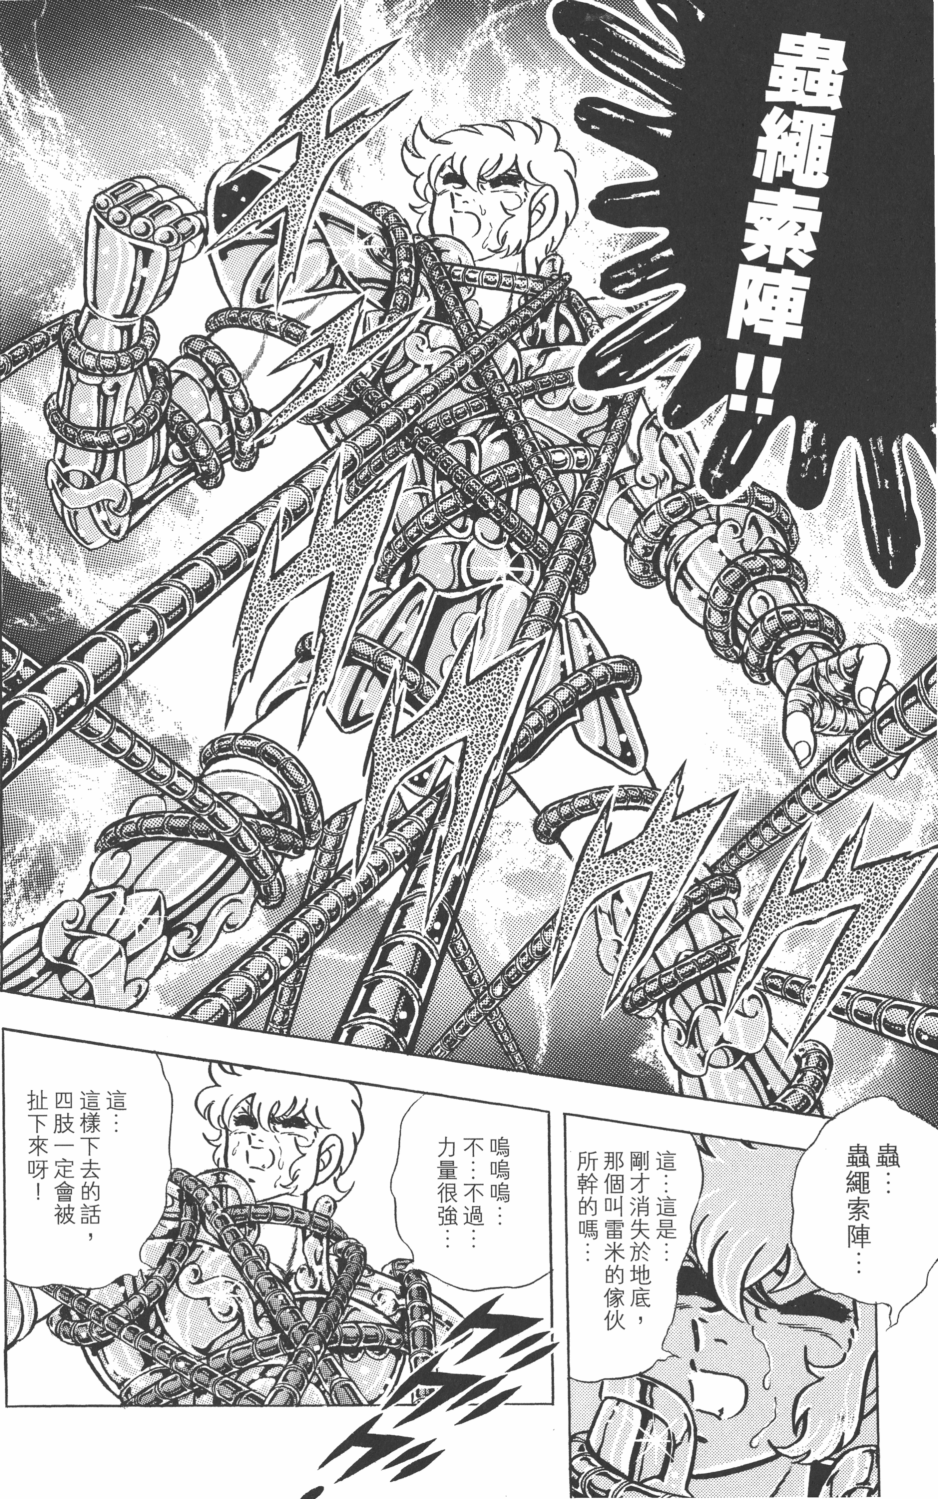 蟲繩索陣!!
蟲…
蟲繩索陣…
這…這是…
剛才消失於地底，
那個叫雷米的傢伙
所幹的嗎…
嗚嗚嗚…
不…不過…
力量很強…
這…
這樣下去的話，
四肢一定會被
扯下來呀！